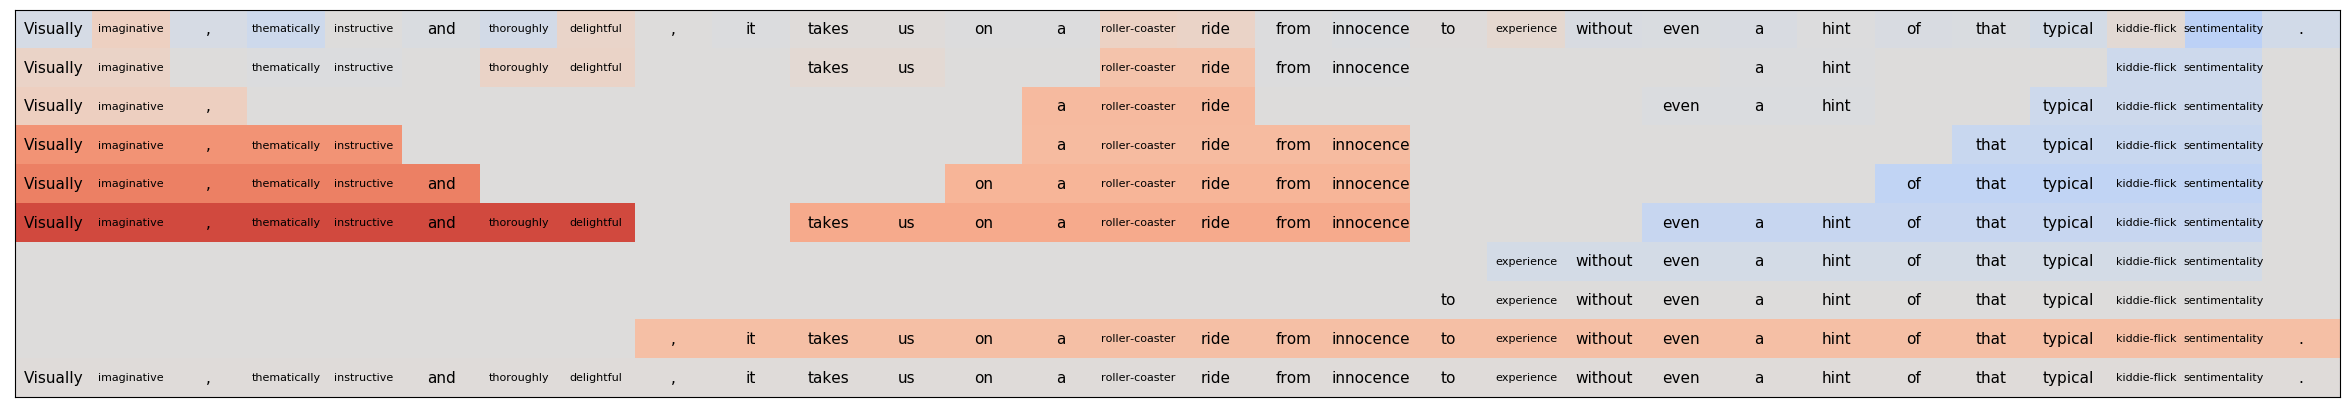 Visually imaginative , thematically instructive and thoroughly delightful , it takes us on a roller-coaster ride from innocence to experience without even a hint of that typical kiddie-flick sentimentality .
Visually imaginative thematically instructive thoroughly delightful takes us roller-coaster ride from innocence a hint kiddie-flick sentimentality
Visually imaginative , a roller-coaster ride even a hint typical kiddie-flick sentimentality
Visually imaginative , thematically instructive a roller-coaster ride from innocence that typical kiddie-flick sentimentality
Visually imaginative , thematically instructive and on a roller-coaster ride from innocence of that typical kiddie-flick sentimentality
Visually imaginative , thematically instructive and thoroughly delightful takes us on a roller-coaster ride from innocence even a hint of that typical kiddie-flick sentimentality
experience without even a hint of that typical kiddie-flick sentimentality
to experience without even a hint of that typical kiddie-flick sentimentality
, it takes us on a roller-coaster ride from innocence to experience without even a hint of that typical kiddie-flick sentimentality .
Visually imaginative , thematically instructive and thoroughly delightful , it takes us on a roller-coaster ride from innocence to experience without even a hint of that typical kiddie-flick sentimentality .